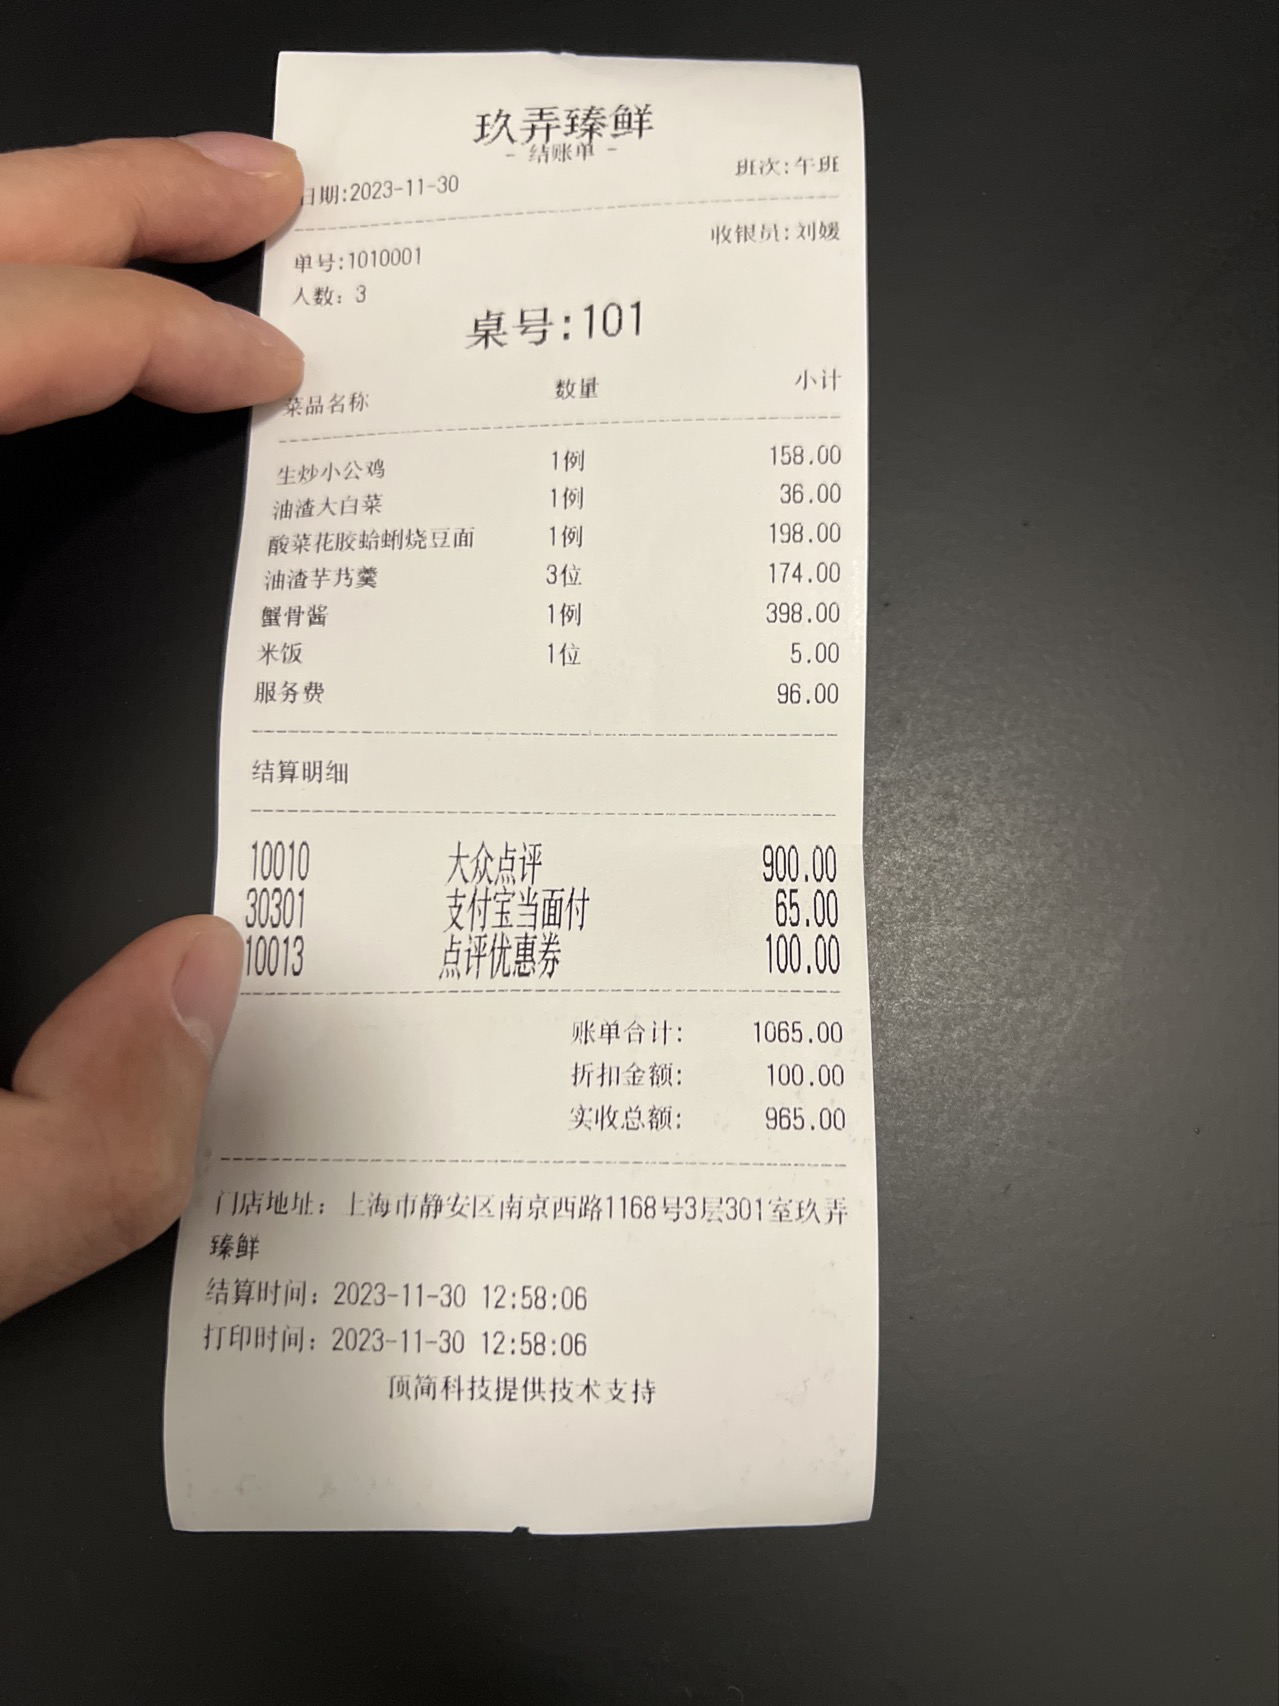 玖弄臻鲜
- 结账单 -
日期:2023-11-30 班次:午班
单号:1010001 收银员:刘媛
人数: 3
桌号:101
菜品名称 数量 小计
生炒小公鸡 1例 158.00
油渣大白菜 1例 36.00
酸菜花胶蛤蜊烧豆面 1例 198.00
油渣芋艿羹 3位 174.00
蟹骨酱 1例 398.00
米饭 1位 5.00
服务费 96.00
结算明细
10010 大众点评 900.00
30301 支付宝当面付 65.00
10013 点评优惠券 100.00
账单合计: 1065.00
折扣金额: 100.00
实收总额: 965.00
门店地址: 上海市静安区南京西路1168号3层301室玖弄
臻鲜
结算时间: 2023-11-30 12:58:06
打印时间: 2023-11-30 12:58:06
顶简科技提供技术支持